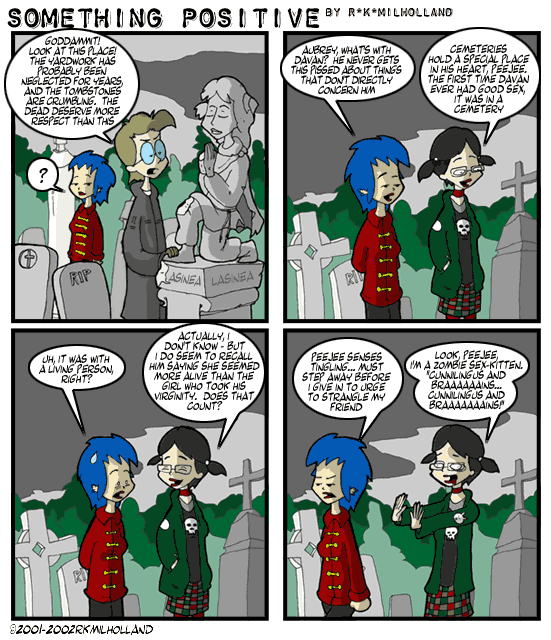 SOMETHING POSITIVE BY R*K*MILHOLLAND
GODDAMMIT!
LOOK AT THIS PLACE!
THE YARDWORK HAS
PROBABLY BEEN
NEGLECTED FOR YEARS,
AND THE TOMBSTONES
ARE CRUMBLING. THE
DEAD DESERVE MORE
RESPECT THAN THIS
?
RIP
LASINEA LASINEA
AUBREY, WHAT'S WITH
DAVAN? HE NEVER GETS
THIS PISSED ABOUT THINGS
THAT DON'T DIRECTLY
CONCERN HIM
CEMETERIES
HOLD A SPECIAL PLACE
IN HIS HEART, PEEJEE.
THE FIRST TIME DAVAN
EVER HAD GOOD SEX,
IT WAS IN A
CEMETERY
RIP
UH, IT WAS WITH
A LIVING PERSON,
RIGHT?
ACTUALLY, I
DON'T KNOW - BUT
I DO SEEM TO RECALL
HIM SAYING SHE SEEMED
MORE ALIVE THAN THE
GIRL WHO TOOK HIS
VIRGINITY. DOES THAT
COUNT?
RIP
PEEJEE SENSES
TINGLING... MUST
STEP AWAY BEFORE
I GIVE IN TO URGE
TO STRANGLE MY
FRIEND
LOOK, PEEJEE,
I'M A ZOMBIE SEX-KITTEN.
"CUNNILINGUS AND
BRAAAAAAINS...
CUNNILINGUS AND
BRAAAAAAAINS!"
©2001-2002RKMILHOLLAND